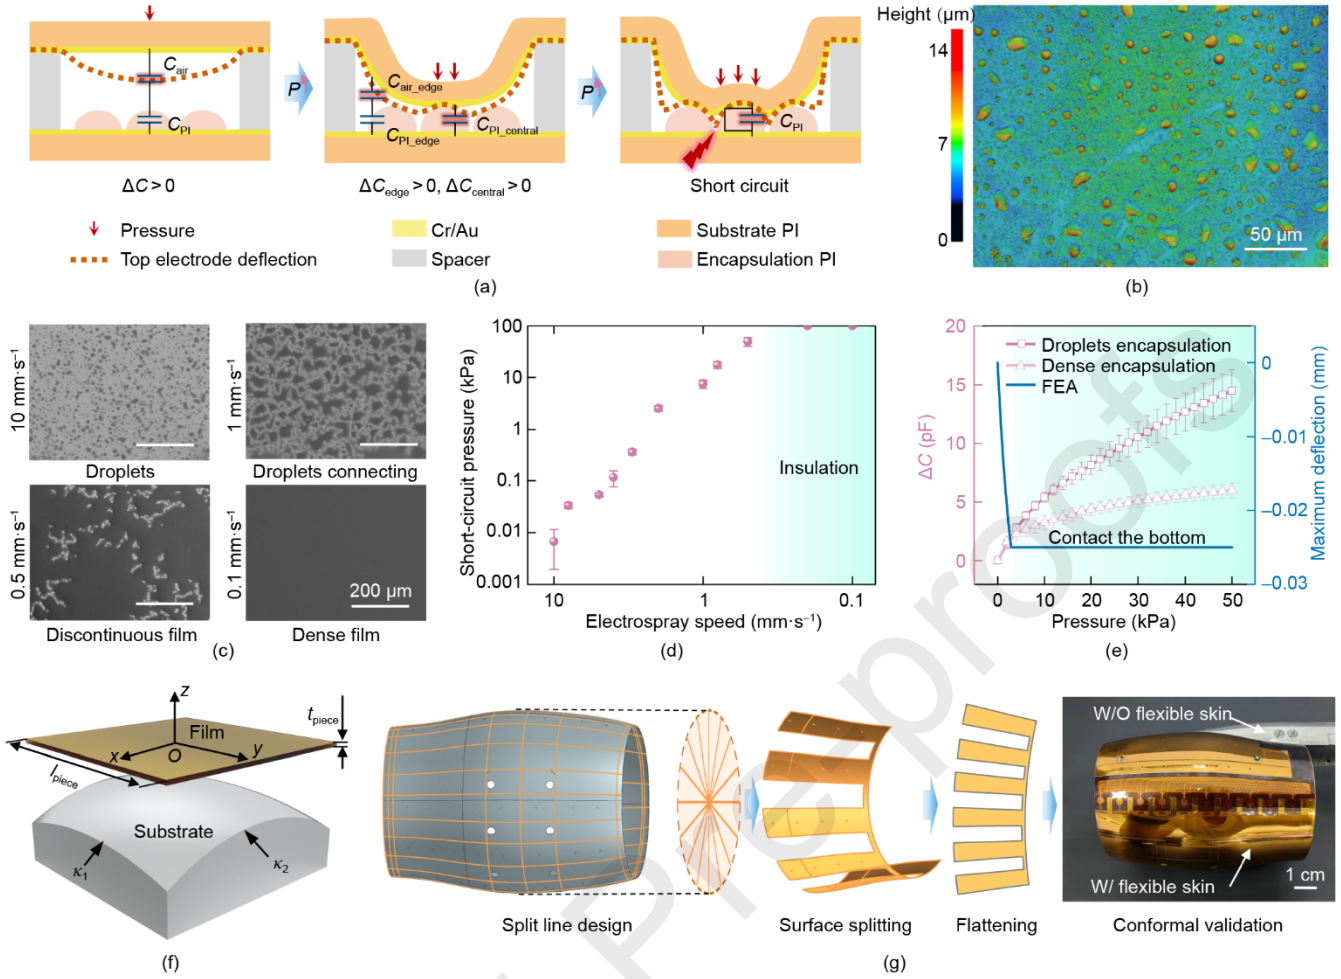 Height (μm)
14
7
0
50 μm
(b)
C_air
C_PI
ΔC > 0
P
C_air_edge
C_PI_edge
C_PI_central
ΔC_edge > 0, ΔC_central > 0
P
C_PI
Short circuit
Pressure
Top electrode deflection
Cr/Au
Spacer
Substrate PI
Encapsulation PI
(a)
10 mm·s⁻¹
Droplets
1 mm·s⁻¹
Droplets connecting
0.5 mm·s⁻¹
Discontinuous film
0.1 mm·s⁻¹
200 μm
Dense film
(c)
Short-circuit pressure (kPa)
100
10
1
0.1
0.01
0.001
10
1
0.1
Insulation
Electrospray speed (mm·s⁻¹)
(d)
ΔC (pF)
20
15
10
5
0
Droplets encapsulation
Dense encapsulation
FEA
Contact the bottom
0
−0.01
−0.02
−0.03
Maximum deflection (mm)
0
10
20
30
40
50
Pressure (kPa)
(e)
z
Film
t_piece
x
O
y
l_piece
Substrate
κ₁
κ₂
(f)
Split line design
Surface splitting
Flattening
W/O flexible skin
W/ flexible skin
1 cm
Conformal validation
(g)
Preproofs